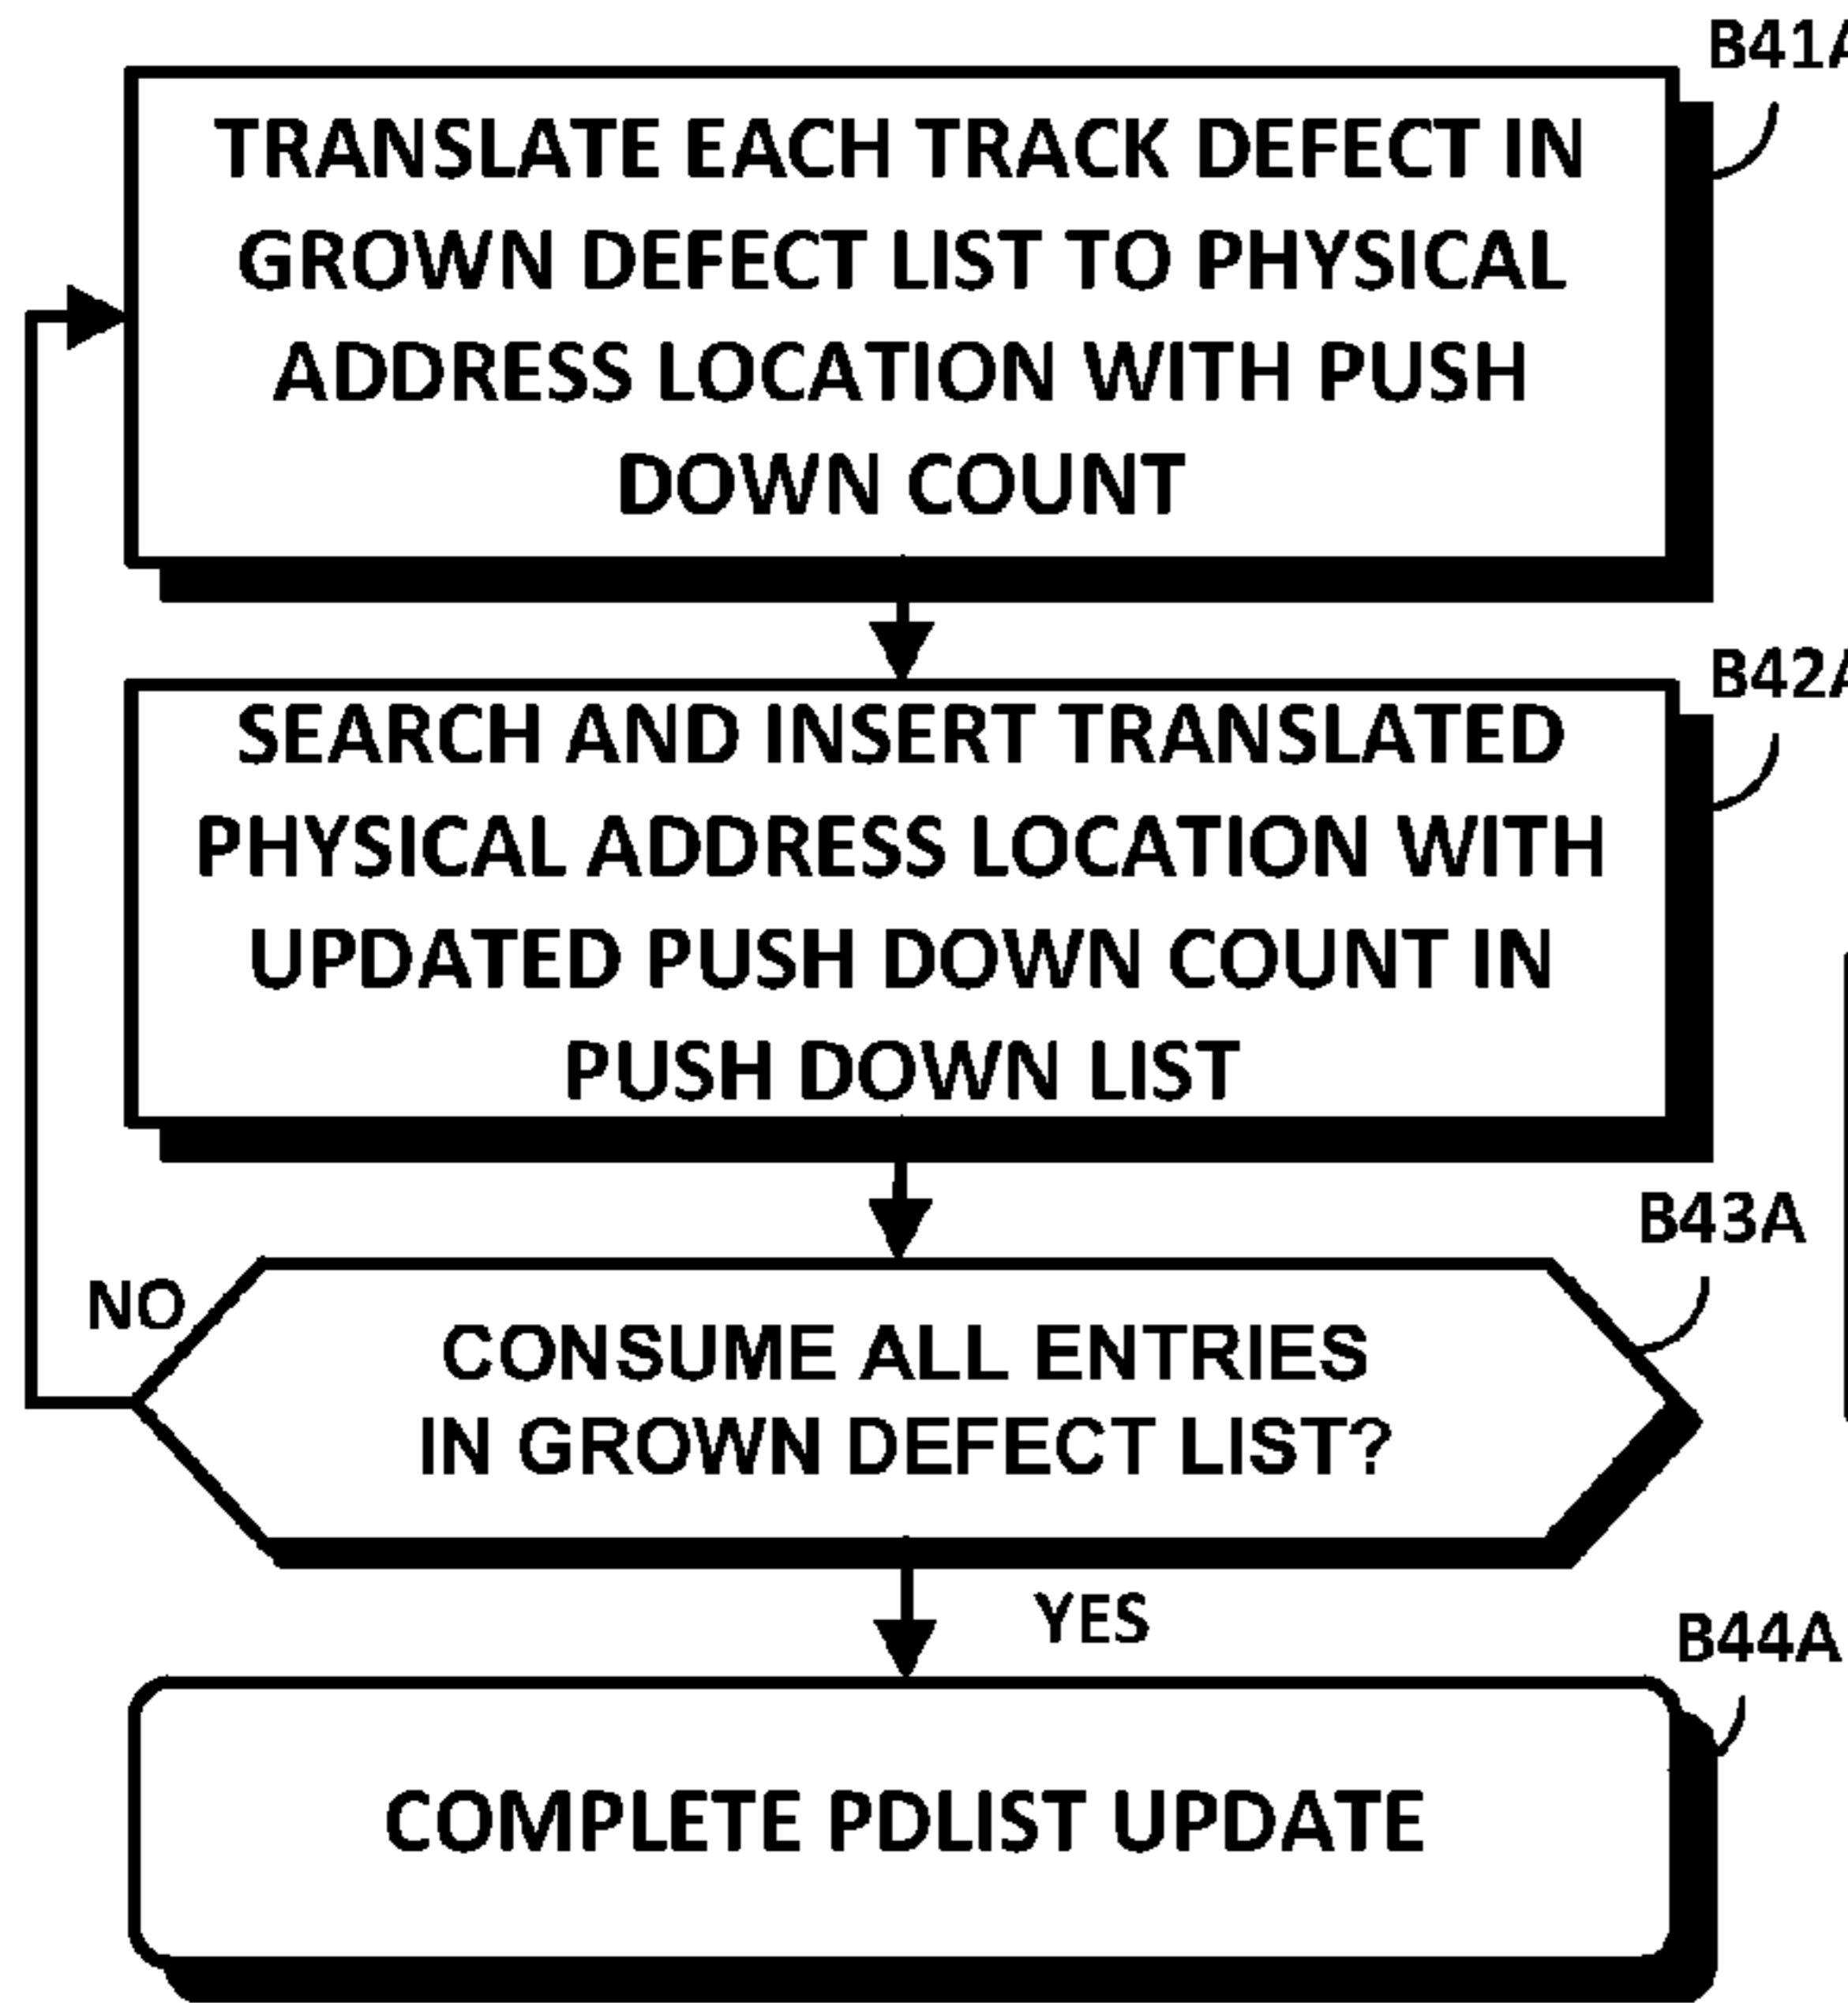 B41A
TRANSLATE EACH TRACK DEFECT IN
GROWN DEFECT LIST TO PHYSICAL
ADDRESS LOCATION WITH PUSH
DOWN COUNT
B42A
SEARCH AND INSERT TRANSLATED
PHYSICAL ADDRESS LOCATION WITH
UPDATED PUSH DOWN COUNT IN
PUSH DOWN LIST
B43A
NO
CONSUME ALL ENTRIES
IN GROWN DEFECT LIST?
YES
B44A
COMPLETE PDLIST UPDATE